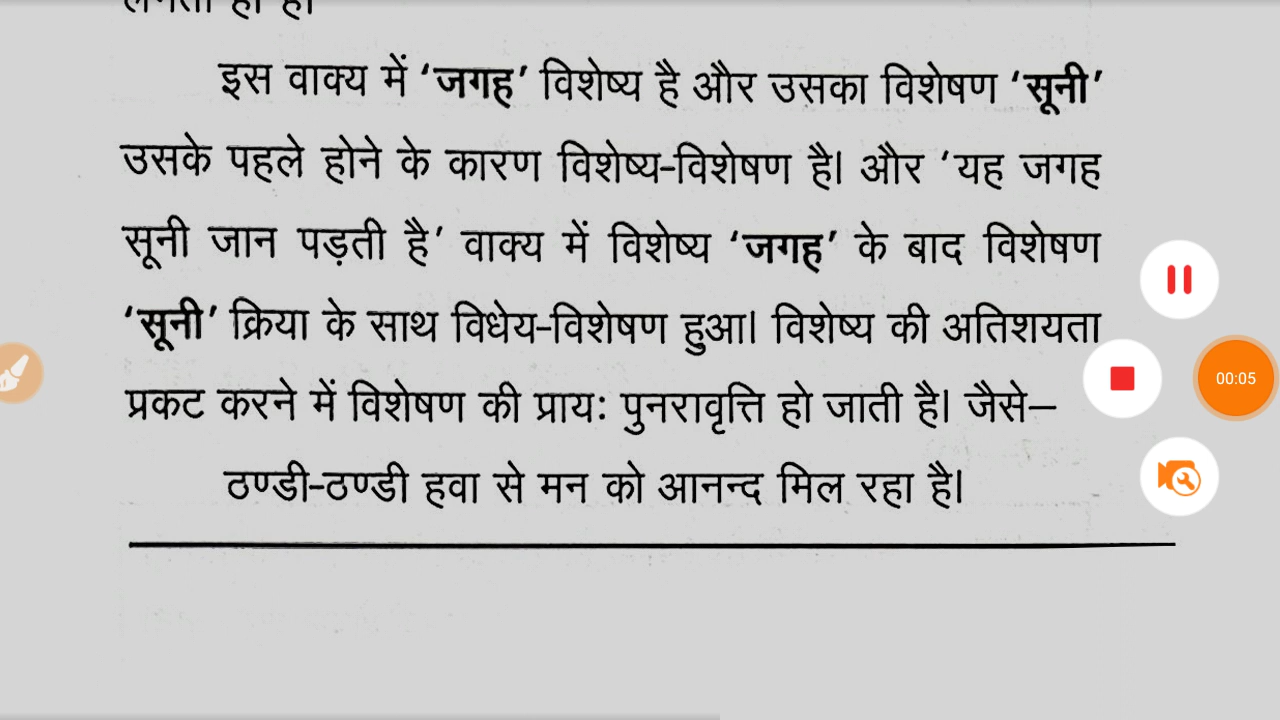 इस वाक्य में ‘जगह’ विशेष्य है और उसका विशेषण ‘सूनी’
उसके पहले होने के कारण विशेष्य-विशेषण है। और ‘यह जगह
सूनी जान पड़ती है’ वाक्य में विशेष्य ‘जगह’ के बाद विशेषण
‘सूनी’ क्रिया के साथ विधेय-विशेषण हुआ। विशेष्य की अतिशयता
प्रकट करने में विशेषण की प्राय: पुनरावृत्ति हो जाती है। जैसे–
ठण्डी-ठण्डी हवा से मन को आनन्द मिल रहा है।
00:05